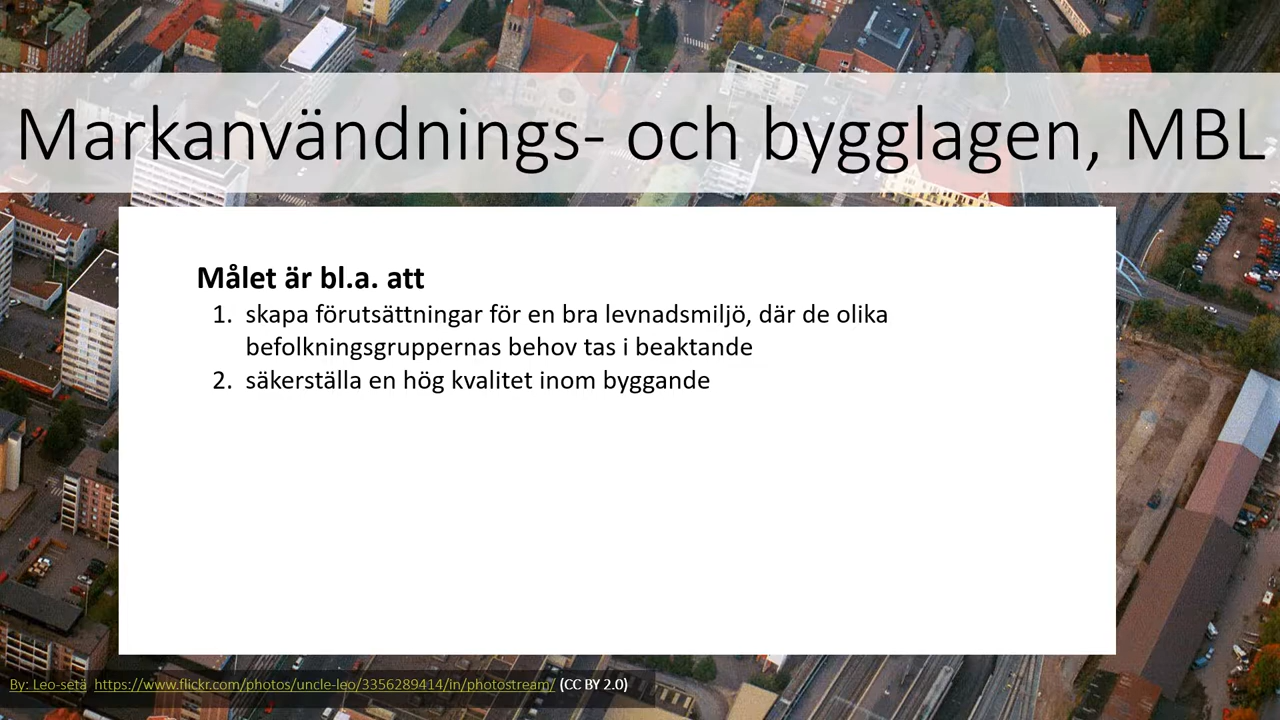 Markanvändnings- och bygglagen, MBL
Målet är bl.a. att
1. skapa förutsättningar för en bra levnadsmiljö, där de olika
befolkningsgruppernas behov tas i beaktande
2. säkerställa en hög kvalitet inom byggande
By: Leo-setä https://www.flickr.com/photos/uncle-leo/3356289414/in/photostream/ (CC BY 2.0)